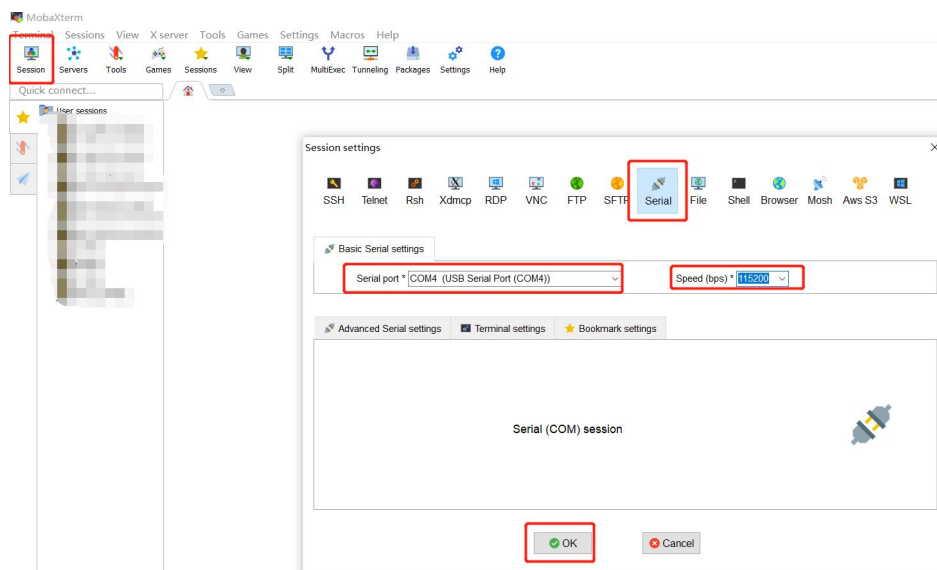 MobaXterm
Terminal Sessions View X server Tools Games Settings Macros Help
Session Servers Tools Games Sessions View Split MultiExec Tunneling Packages Settings Help
Quick connect...
User sessions
Session settings
SSH Telnet Rsh Xdmcp RDP VNC FTP SFTP Serial File Shell Browser Mosh Aws S3 WSL
Basic Serial settings
Serial port * COM4 (USB Serial Port (COM4)) Speed (bps) * 115200
Advanced Serial settings Terminal settings Bookmark settings
Serial (COM) session
OK Cancel